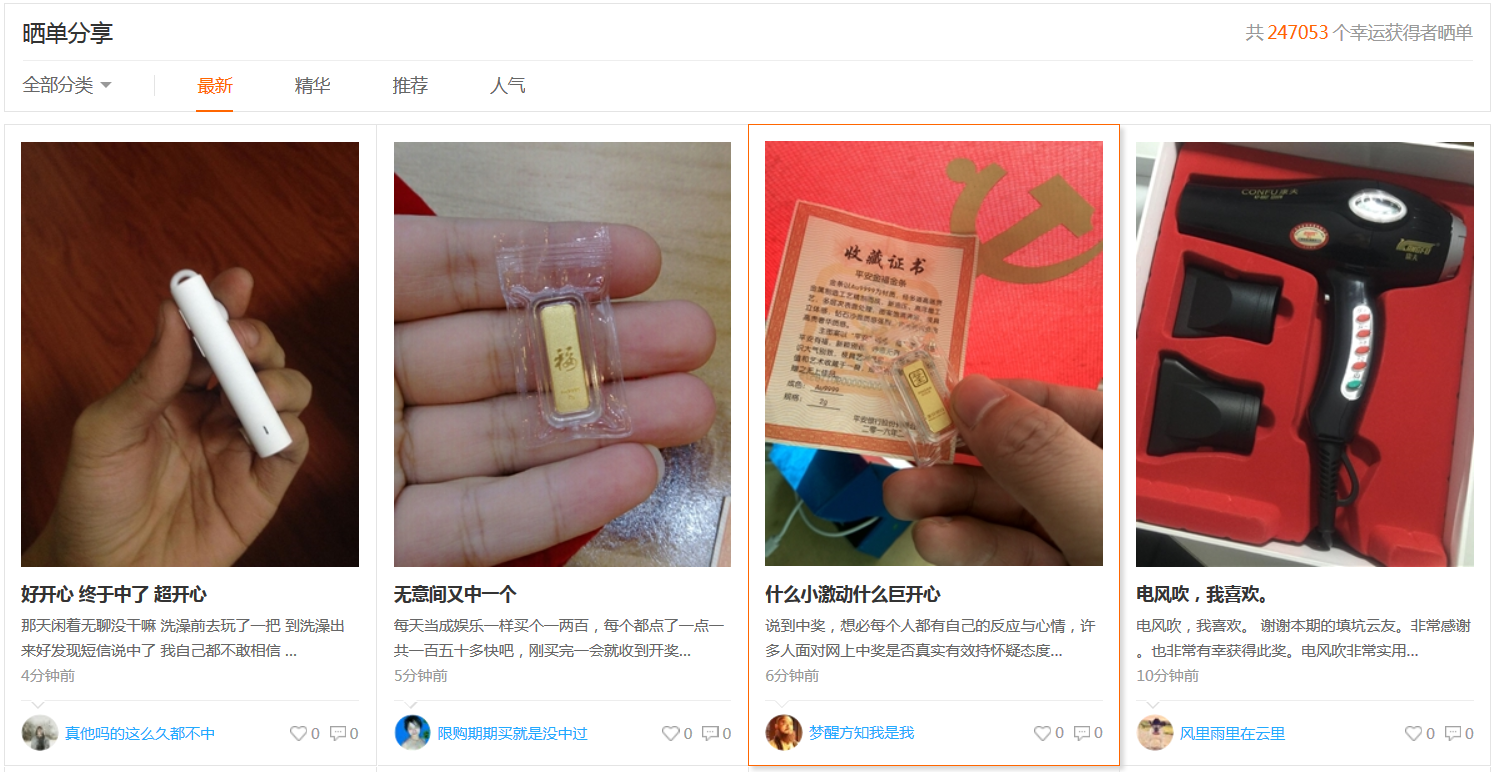 晒单分享
共 247053 个幸运获得者晒单
全部分类
最新
精华
推荐
人气
CONFU
收藏证书
平安金福金条
成色:
Au9999
规格:
2g
福
好开心 终于中了 超开心
那天闲着无聊没干嘛 洗澡前去玩了一把 到洗澡出
来好发现短信说中了 我自己都不敢相信 ...
4分钟前
真他吗的这么久都不中
0
0
无意间又中一个
每天当成娱乐一样买个一两百，每个都点了一点一
共一百五十多快吧，刚买完一会就收到开奖...
5分钟前
限购期期买就是没中过
0
0
什么小激动什么巨开心
说到中奖，想必每个人都有自己的反应与心情，许
多人面对网上中奖是否真实有效持怀疑态度...
6分钟前
梦醒方知我是我
0
0
电风吹，我喜欢。
电风吹，我喜欢。 谢谢本期的填坑云友。非常感谢
。也非常有幸获得此奖。电风吹非常实用...
10分钟前
风里雨里在云里
0
0